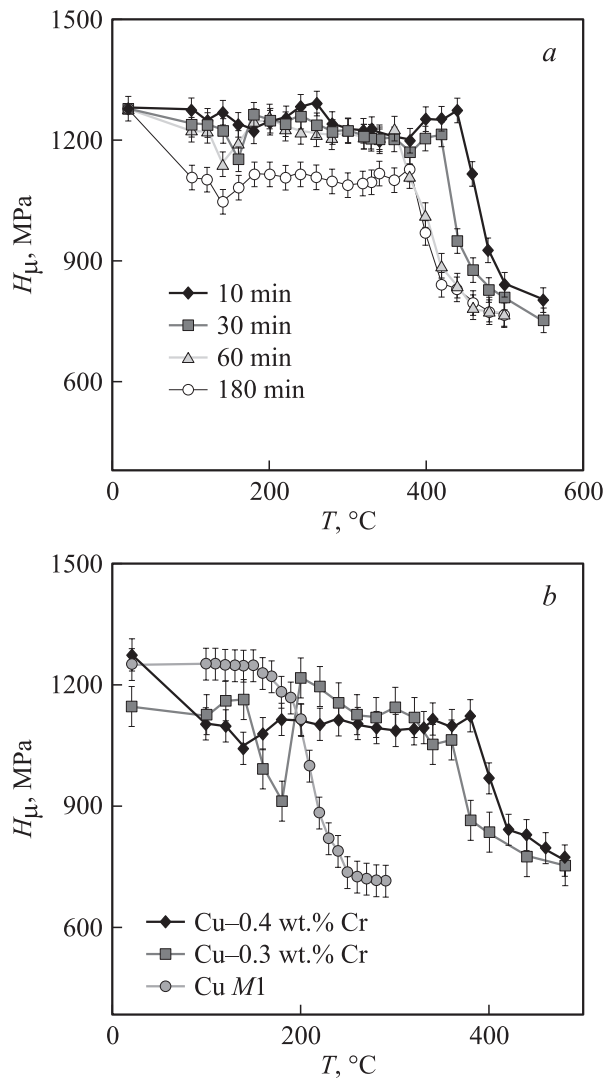 1500
a
1200
900
600
Hμ, MPa
10 min
30 min
60 min
180 min
0
200
400
600
T, °C
1500
b
1200
900
600
Hμ, MPa
Cu–0.4 wt.% Cr
Cu–0.3 wt.% Cr
Cu M1
0
200
400
T, °C